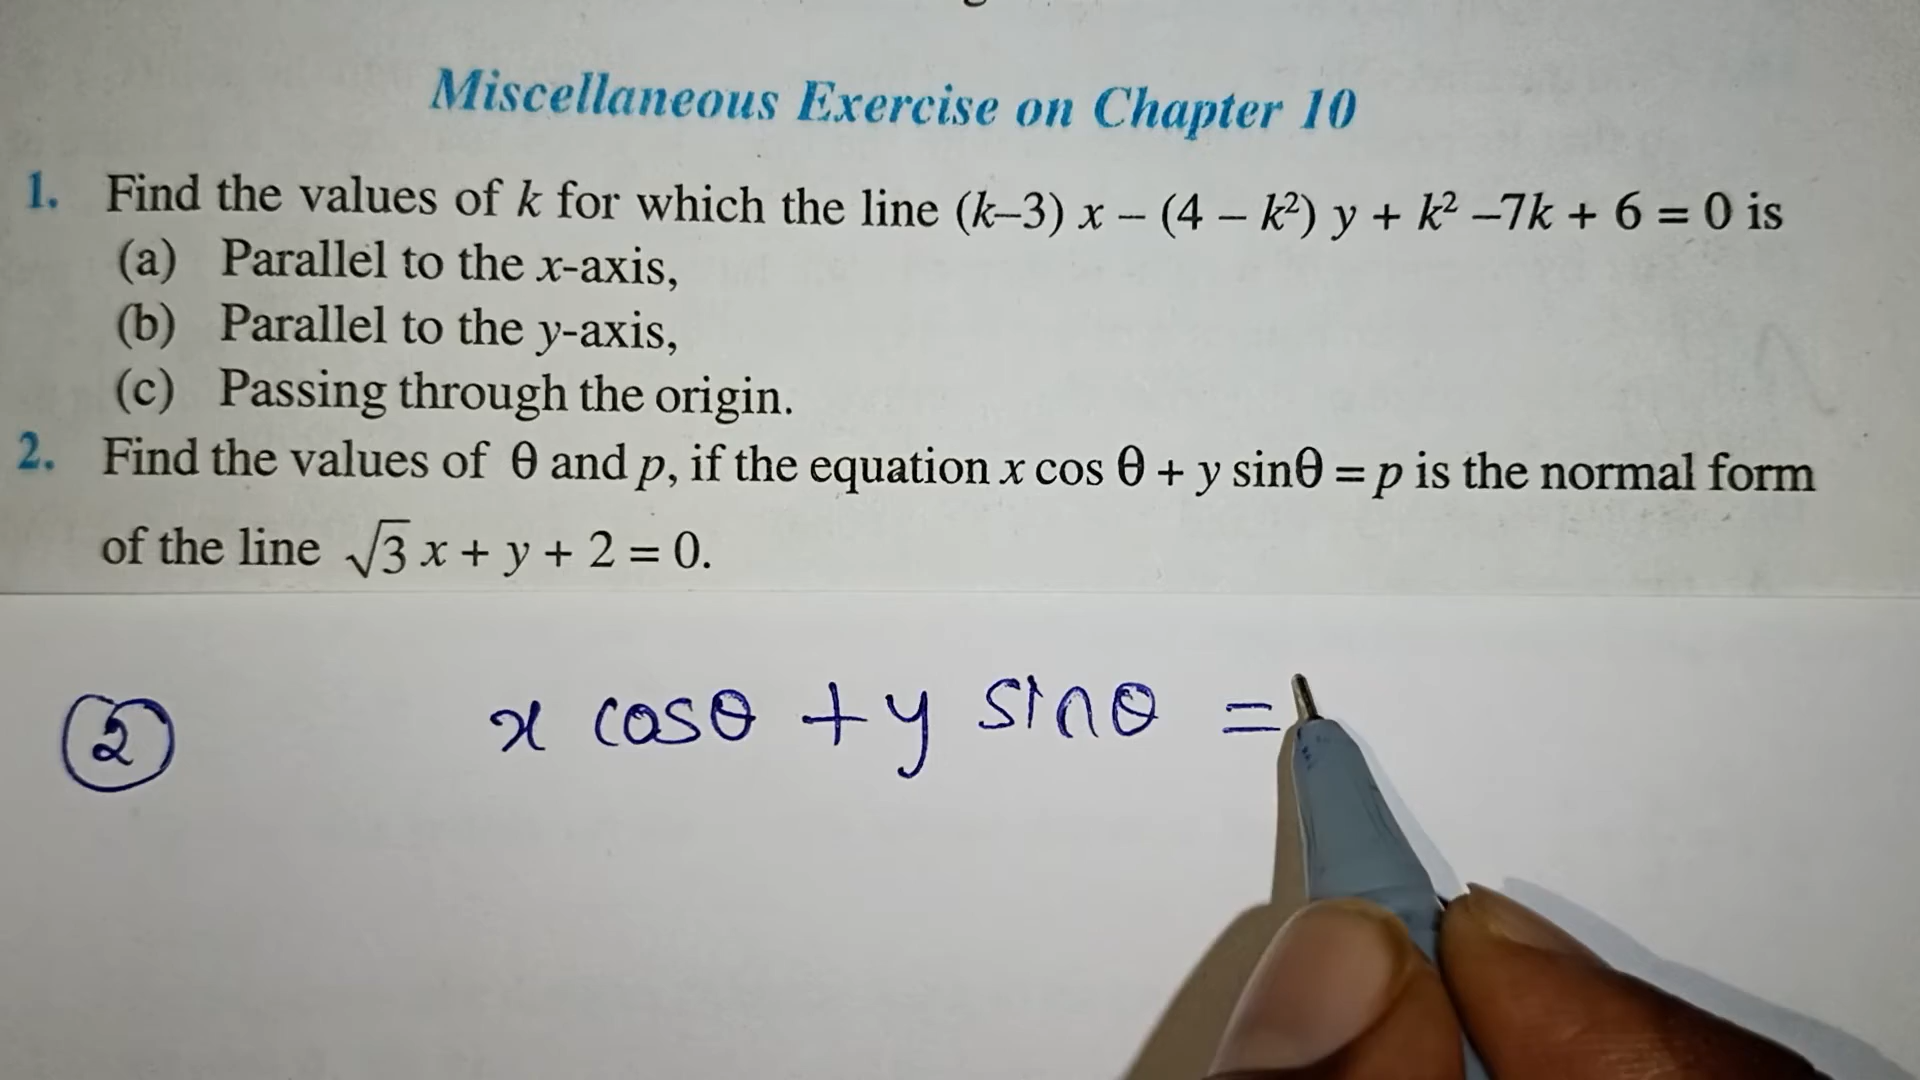 Miscellaneous Exercise on Chapter 10
1. Find the values of k for which the line (k–3) x – (4 – k²) y + k² –7k + 6 = 0 is
(a) Parallel to the x-axis,
(b) Parallel to the y-axis,
(c) Passing through the origin.
2. Find the values of θ and p, if the equation x cos θ + y sinθ = p is the normal form
of the line √3 x + y + 2 = 0.
② x cosθ + y sinθ =